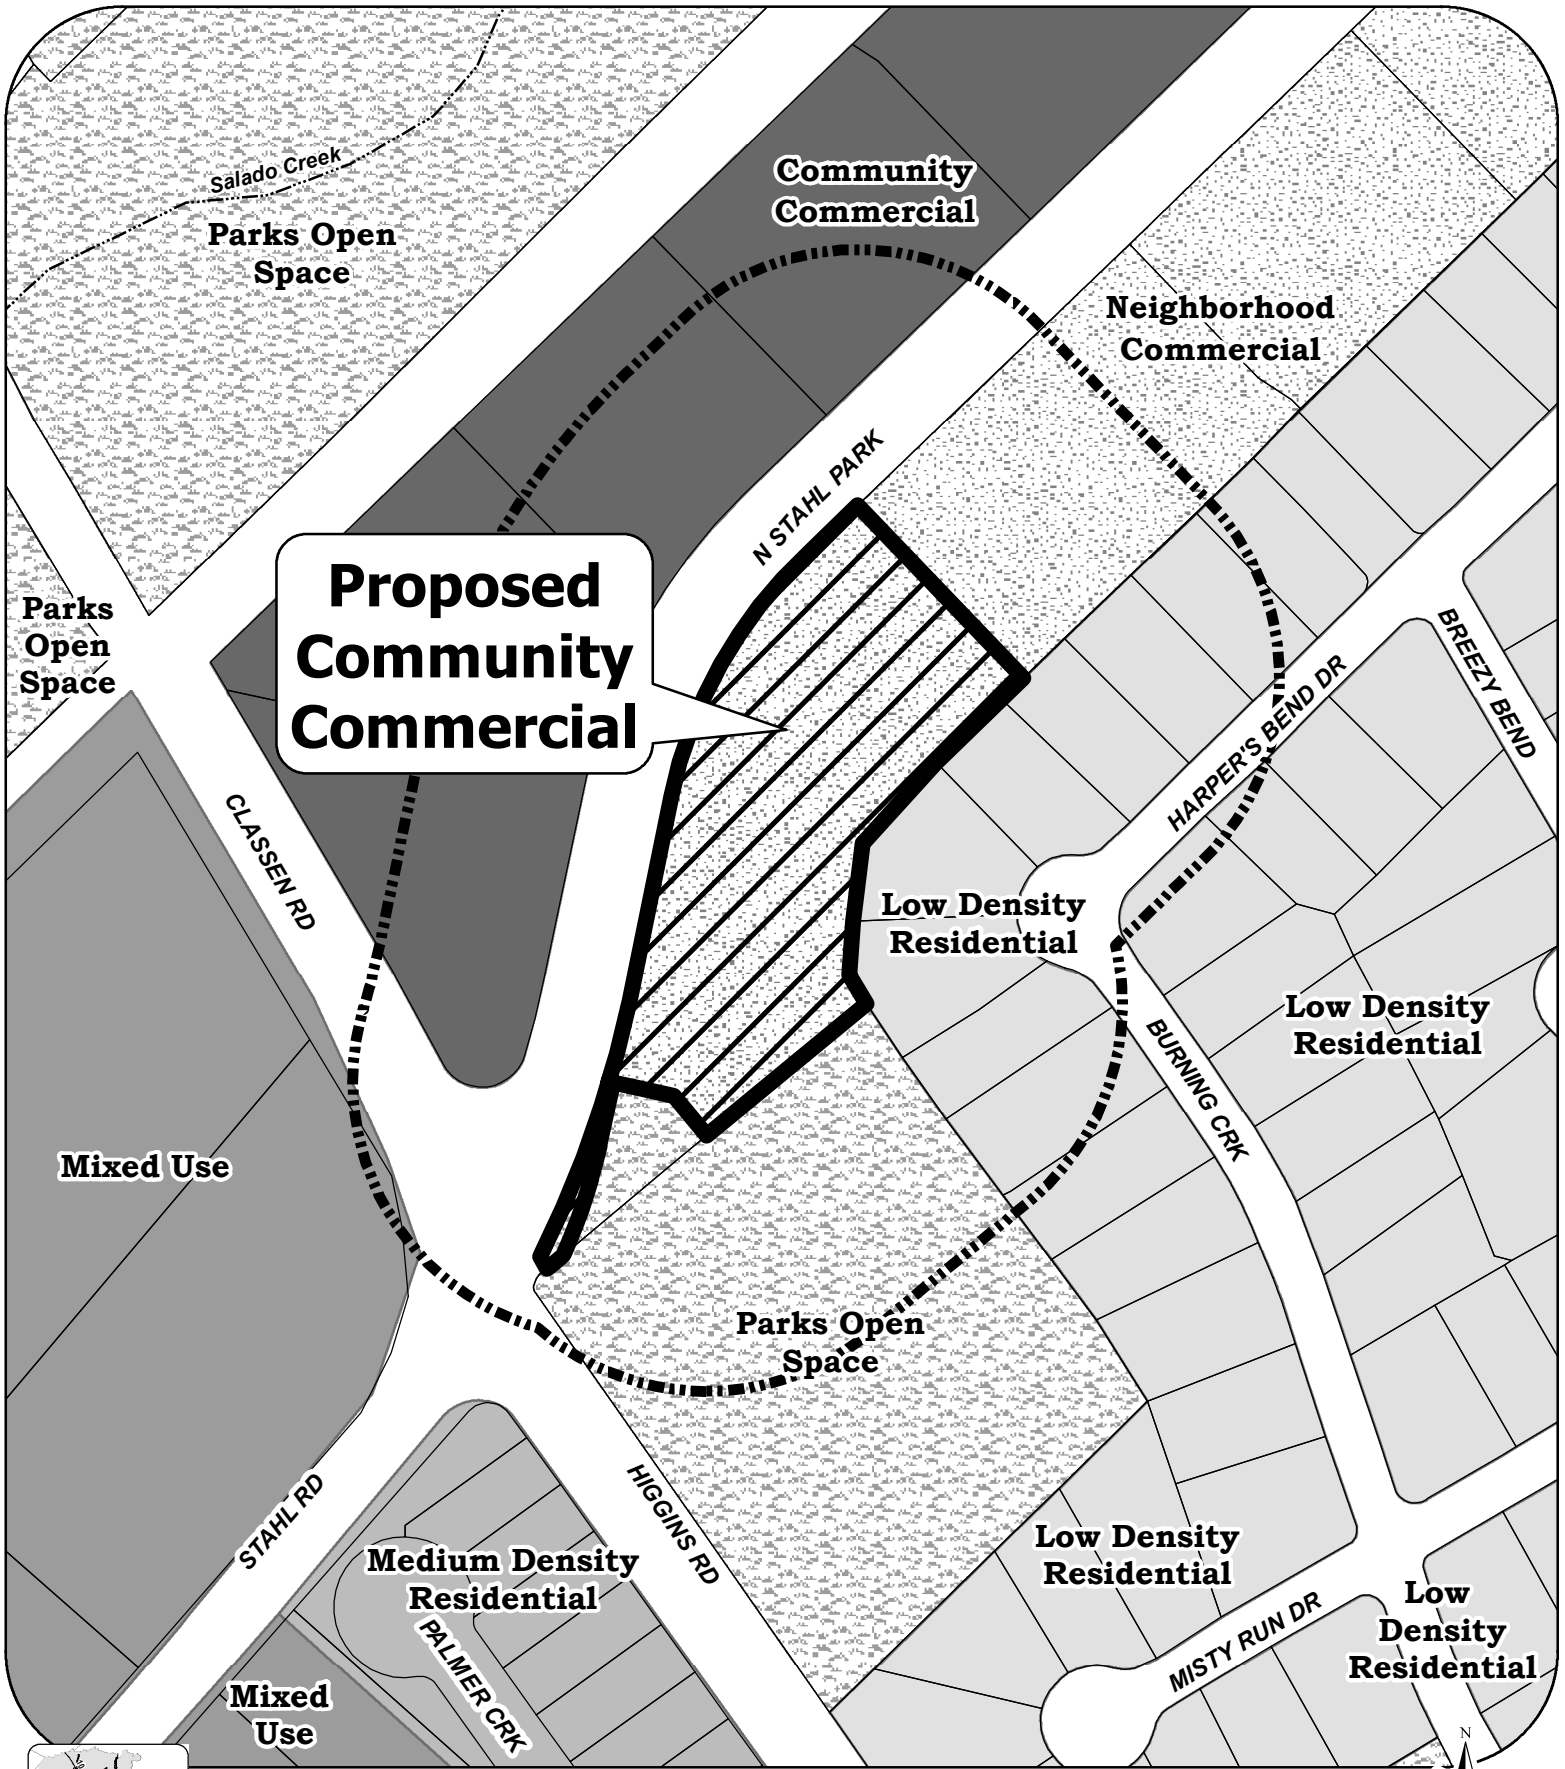 Salado Creek
Parks Open
Space
Community
Commercial
Neighborhood
Commercial
N STAHL PARK
Proposed
Community
Commercial
Parks
Open
Space
CLASSEN RD
HARPER'S BEND DR
BREEZY BEND
Low Density
Residential
Low Density
Residential
BURNING CRK
Mixed Use
Parks Open
Space
STAHL RD
HIGGINS RD
Medium Density
Residential
PALMER CRK
Low Density
Residential
MISTY RUN DR
Low
Density
Residential
Mixed
Use
N